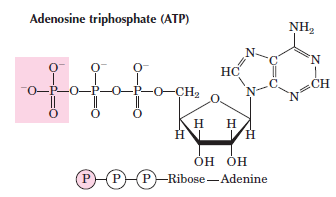 Adenosine triphosphate (ATP)
NH₂
O⁻ O⁻ O⁻ N N
HC
⁻O–P–O–P–O–P–O–CH₂ N N CH
O O O O
H H H H
OH OH
P–P–P–Ribose—Adenine